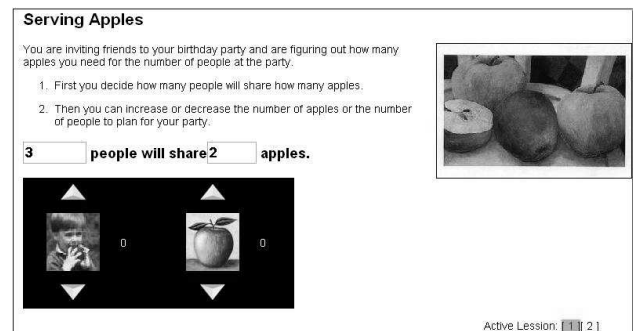 Serving Apples
You are inviting friends to your birthday party and are figuring out how many
apples you need for the number of people at the party.
1. First you decide how many people will share how many apples.
2. Then you can increase or decrease the number of apples or the number
of people to plan for your party.
3 people will share 2 apples.
0 0
Active Lession: [ 1 ][ 2 ]